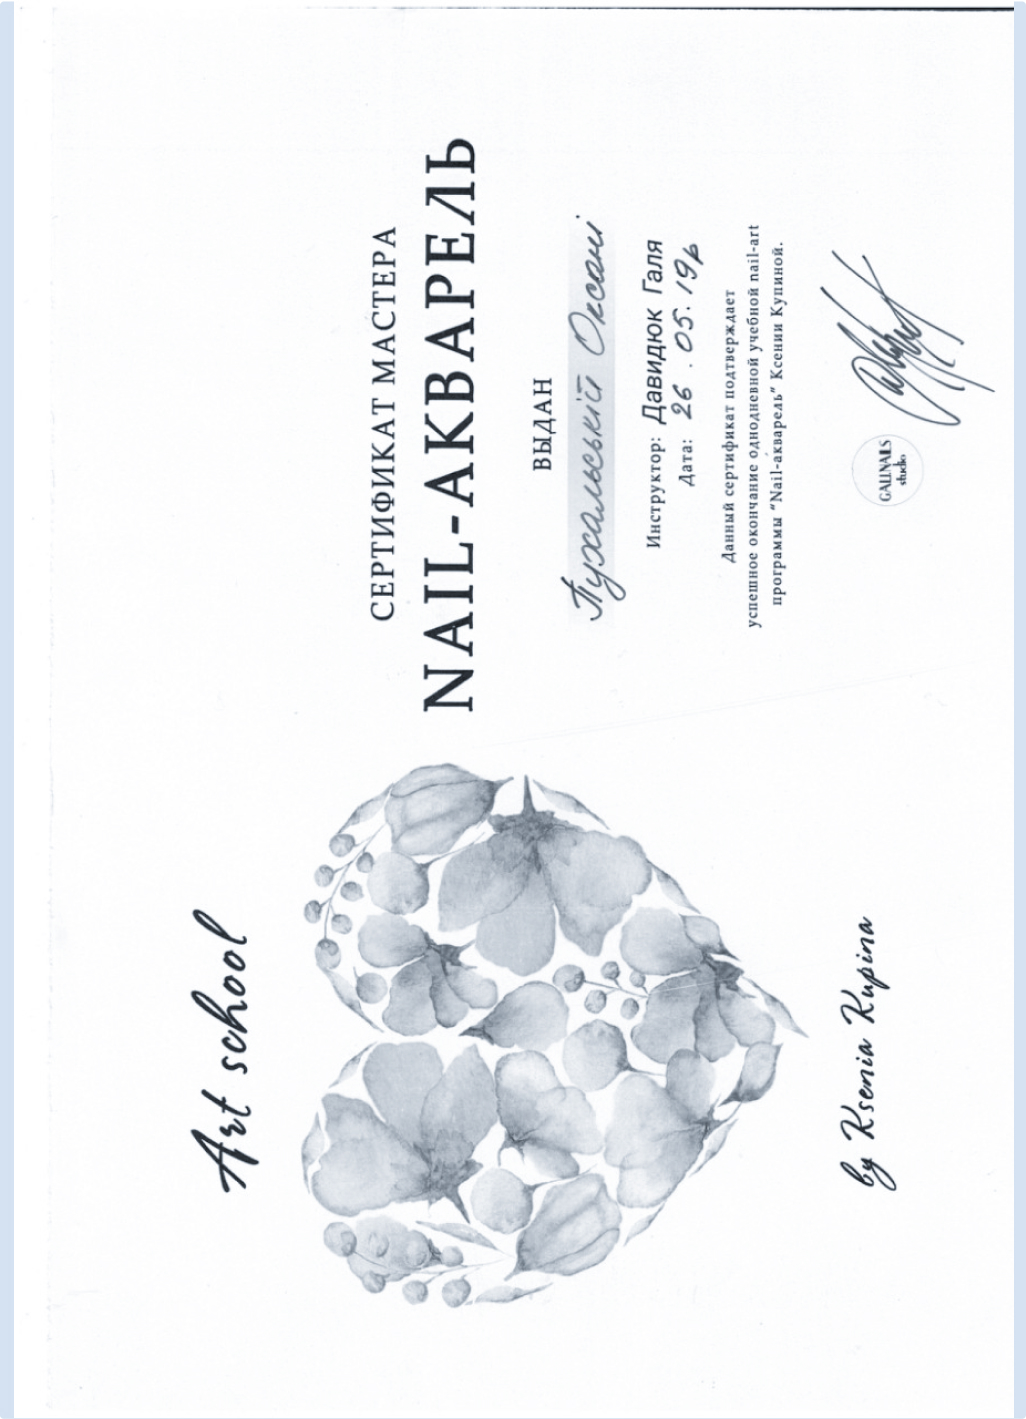 Art school
by Ksenia Kupina
СЕРТИФИКАТ МАСТЕРА
NAIL-АКВАРЕЛЬ
ВЫДАН
Пухальській Оксані
Инструктор: Давидюк Галя
Дата: 26.05.19р
Данный сертификат подтверждает
успешное окончание однодневной учебной nail-art
программы "Nail-акварель" Ксении Купиной.
GALLNAILS
studio